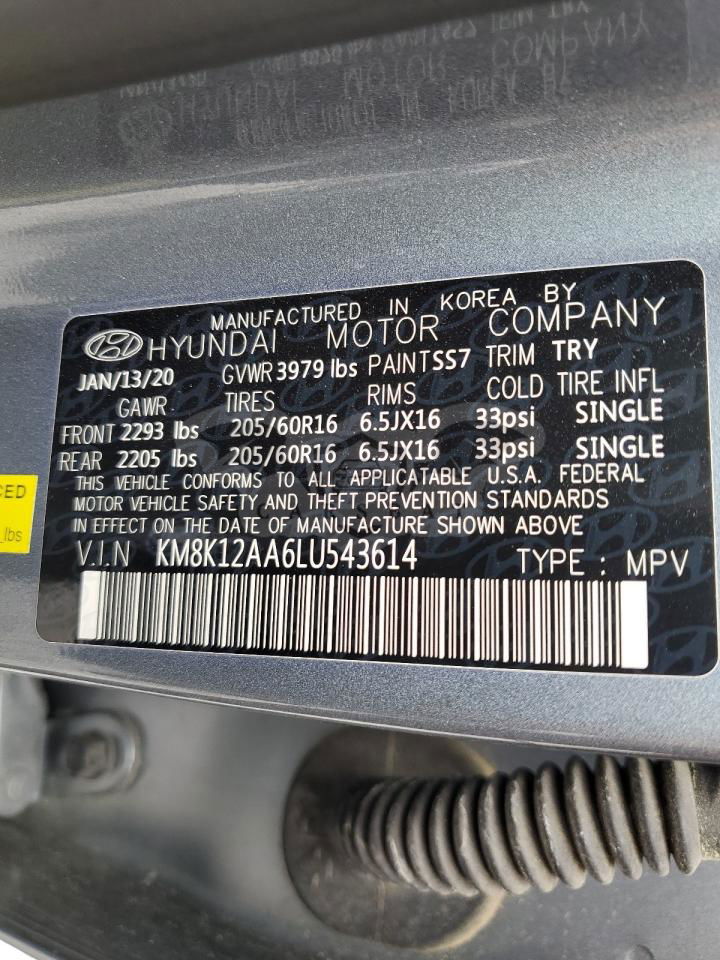 MANUFACTURED IN KOREA BY
HYUNDAI MOTOR COMPANY
JAN/13/20 GVWR 3979 lbs PAINT SS7 TRIM TRY
GAWR TIRES RIMS COLD TIRE INFL
FRONT 2293 lbs 205/60R16 6.5JX16 33psi SINGLE
REAR 2205 lbs 205/60R16 6.5JX16 33psi SINGLE
THIS VEHICLE CONFORMS TO ALL APPLICATABLE U.S.A. FEDERAL
MOTOR VEHICLE SAFETY AND THEFT PREVENTION STANDARDS
IN EFFECT ON THE DATE OF MANUFACTURE SHOWN ABOVE
V.I.N KM8K12AA6LU543614 TYPE : MPV
lbs